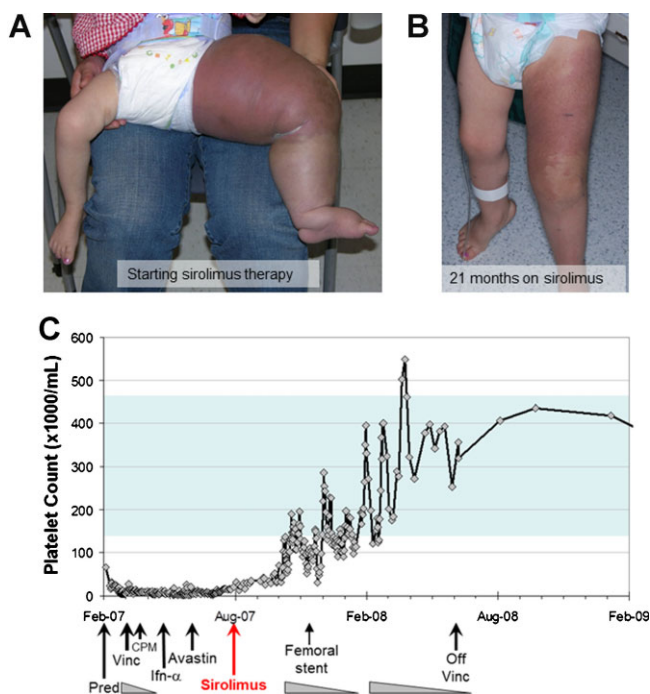 A
B
Starting sirolimus therapy
21 months on sirolimus
C
Platelet Count (x1000/mL)
600
500
400
300
200
100
0
Feb-07
Aug-07
Feb-08
Aug-08
Feb-09
Pred
Vinc
CPM
Ifn-α
Avastin
Sirolimus
Femoral
stent
Off
Vinc